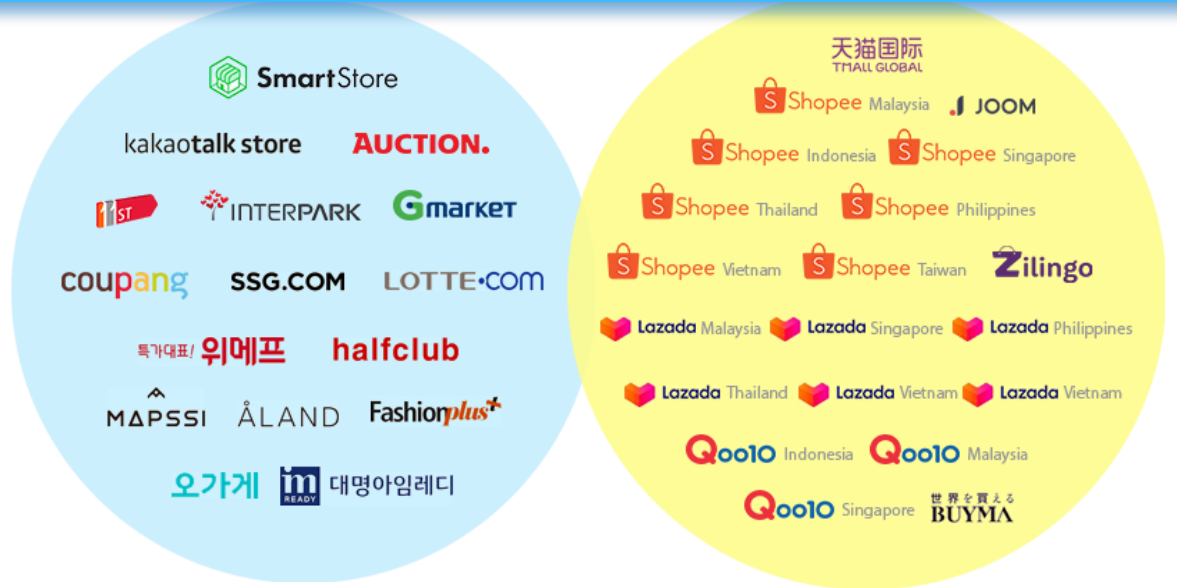 SmartStore
kakaotalk store
AUCTION.
11ST
INTERPARK
Gmarket
coupang
SSG.COM
LOTTE•COM
특가대표! 위메프
halfclub
MAPSSI
ÅLAND
Fashionplus+
오가게
im READY 대명아임레디
天猫国际
TMALL GLOBAL
Shopee Malaysia
JOOM
Shopee Indonesia
Shopee Singapore
Shopee Thailand
Shopee Philippines
Shopee Vietnam
Shopee Taiwan
Zilingo
Lazada Malaysia
Lazada Singapore
Lazada Philippines
Lazada Thailand
Lazada Vietnam
Lazada Vietnam
Qoo10 Indonesia
Qoo10 Malaysia
Qoo10 Singapore
世界を買える
BUYMA